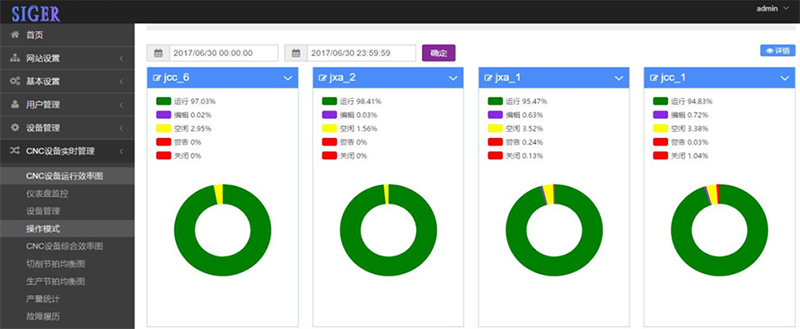 SIGER
admin
首页
网站设置
基本设置
用户管理
设备管理
CNC设备实时管理
CNC设备运行效率图
仪表盘监控
设备管理
操作模式
CNC设备综合效率图
切削节拍均衡图
生产节拍均衡图
产量统计
故障履历
2017/06/30 00:00:00
2017/06/30 23:59:59
确定
详情
jcc_6
运行 97.03%
编辑 0.02%
空闲 2.95%
警告 0%
关闭 0%
jxa_2
运行 98.41%
编辑 0.03%
空闲 1.56%
警告 0%
关闭 0%
jxa_1
运行 95.47%
编辑 0.63%
空闲 3.52%
警告 0.24%
关闭 0.13%
jcc_1
运行 94.83%
编辑 0.72%
空闲 3.38%
警告 0.03%
关闭 1.04%